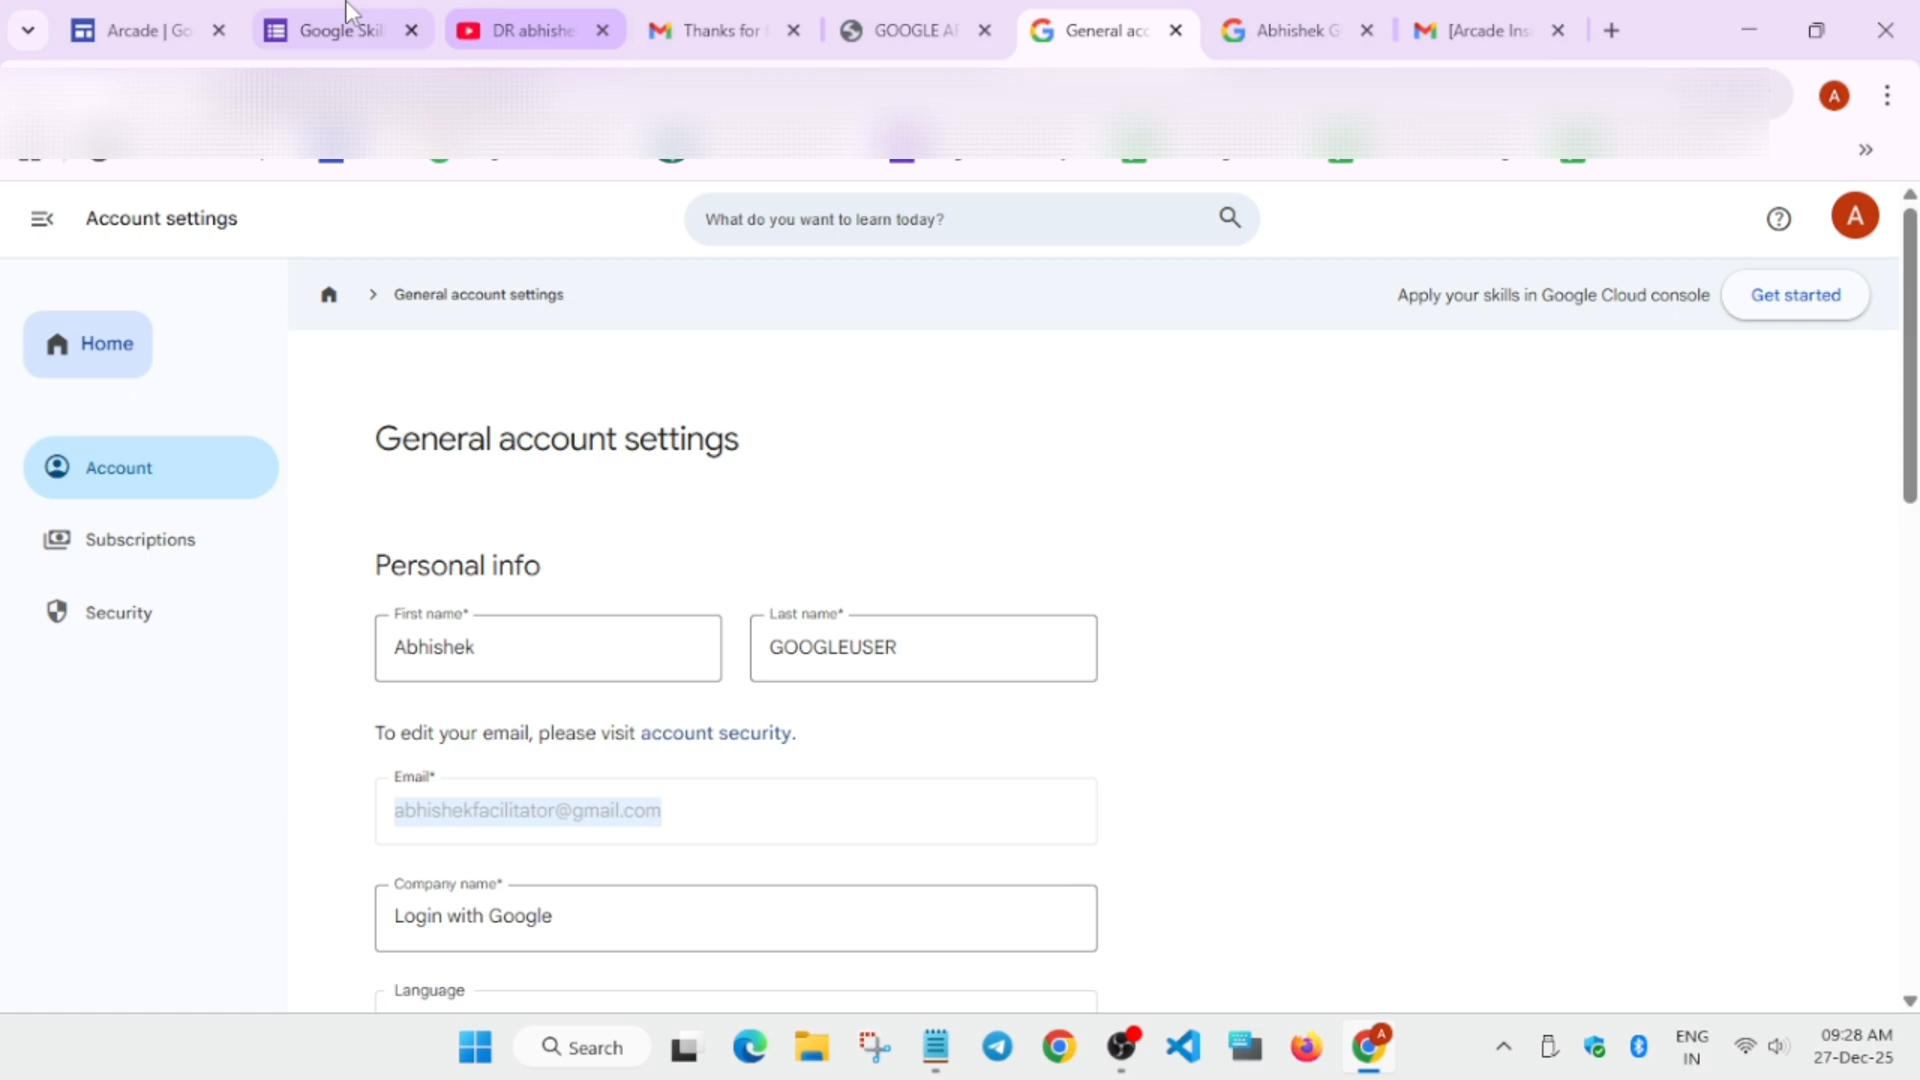 Arcade | Go
Google Skil
DR abhishe
Thanks for
GOOGLE AF
General acc
Abhishek G
[Arcade Ins
A
Account settings
What do you want to learn today?
A
General account settings
Apply your skills in Google Cloud console
Get started
Home
Account
Subscriptions
Security
General account settings
Personal info
First name*
Abhishek
Last name*
GOOGLEUSER
To edit your email, please visit account security.
Email*
abhishekfacilitator@gmail.com
Company name*
Login with Google
Language
Search
A
ENG
IN
09:28 AM
27-Dec-25